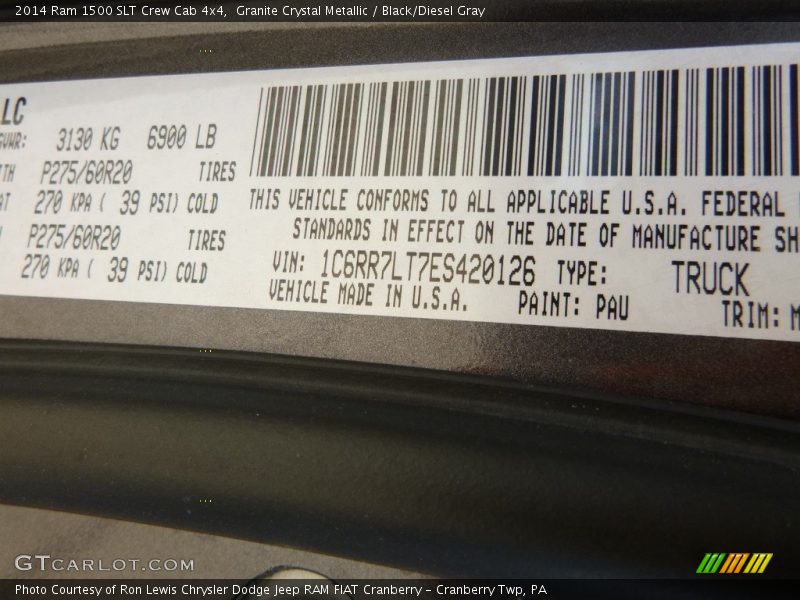 2014 Ram 1500 SLT Crew Cab 4x4,  Granite Crystal Metallic / Black/Diesel Gray
LLC
GVWR: 3130 KG 6900 LB
P275/60R20 TIRES
270 KPA ( 39 PSI) COLD
P275/60R20 TIRES
270 KPA ( 39 PSI) COLD
THIS VEHICLE CONFORMS TO ALL APPLICABLE U.S.A. FEDERAL
STANDARDS IN EFFECT ON THE DATE OF MANUFACTURE SH
VIN: 1C6RR7LT7ES420126 TYPE: TRUCK
VEHICLE MADE IN U.S.A. PAINT: PAU TRIM: M
GTCARLOT.COM
Photo Courtesy of Ron Lewis Chrysler Dodge Jeep RAM FIAT Cranberry – Cranberry Twp, PA